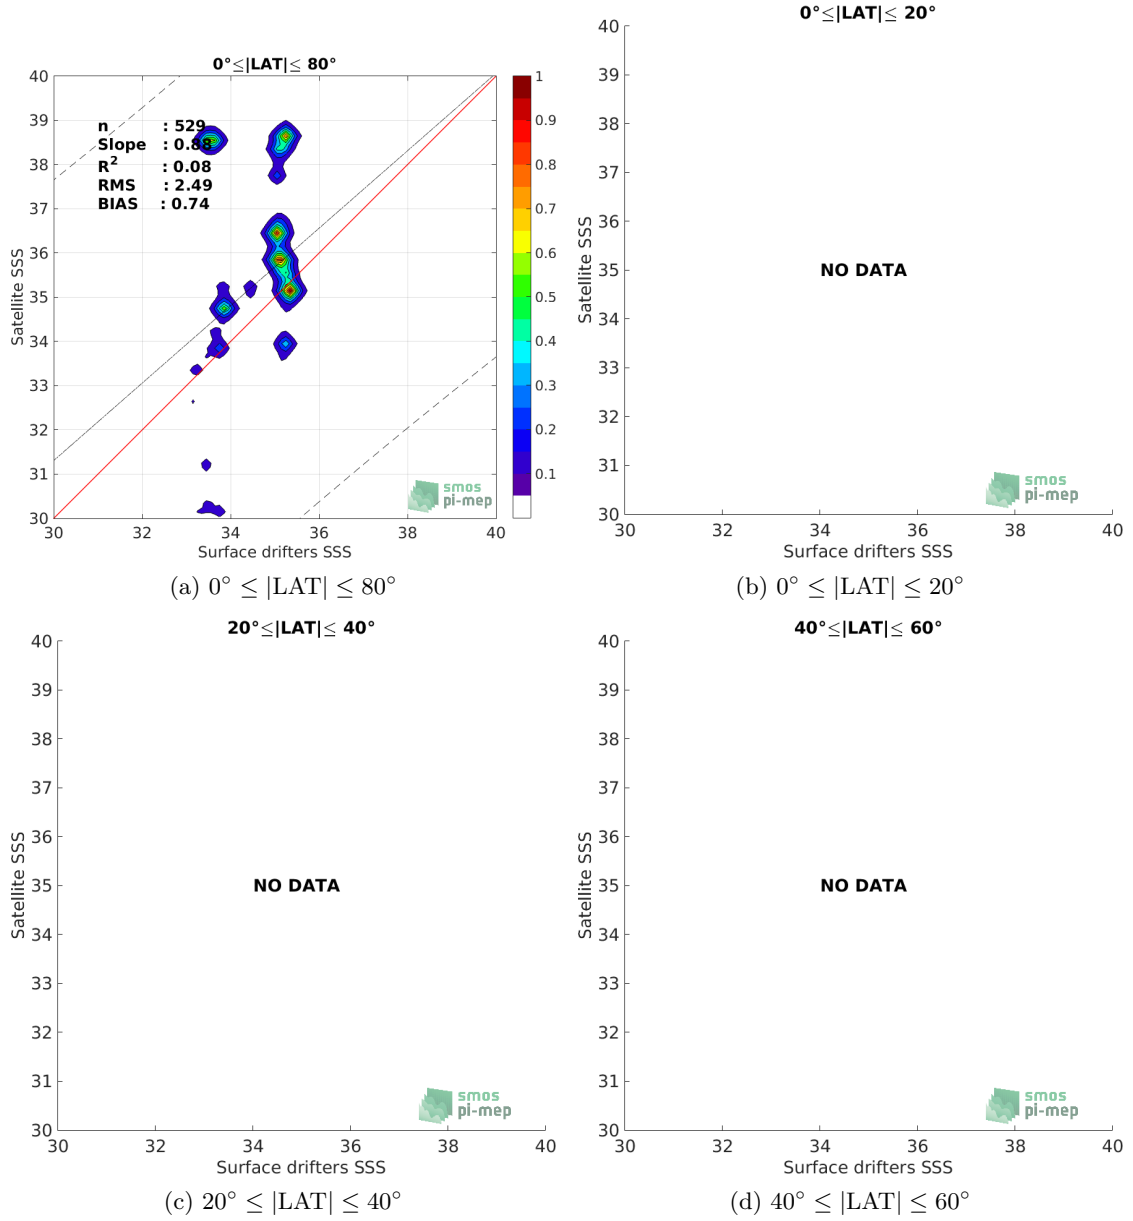 0°≤|LAT|≤ 80°
40
39
38
37
36
35
34
33
32
31
30
Satellite SSS
n : 529
Slope : 0.88
R2 : 0.08
RMS : 2.49
BIAS : 0.74
1
0.9
0.8
0.7
0.6
0.5
0.4
0.3
0.2
0.1
smos
pi-mep
30 32 34 36 38 40
Surface drifters SSS
(a) 0° ≤ |LAT| ≤ 80°
0°≤|LAT|≤ 20°
40
39
38
37
36
35
34
33
32
31
30
Satellite SSS
NO DATA
smos
pi-mep
30 32 34 36 38 40
Surface drifters SSS
(b) 0° ≤ |LAT| ≤ 20°
20°≤|LAT|≤ 40°
40
39
38
37
36
35
34
33
32
31
30
Satellite SSS
NO DATA
smos
pi-mep
30 32 34 36 38 40
Surface drifters SSS
(c) 20° ≤ |LAT| ≤ 40°
40°≤|LAT|≤ 60°
40
39
38
37
36
35
34
33
32
31
30
Satellite SSS
NO DATA
smos
pi-mep
30 32 34 36 38 40
Surface drifters SSS
(d) 40° ≤ |LAT| ≤ 60°